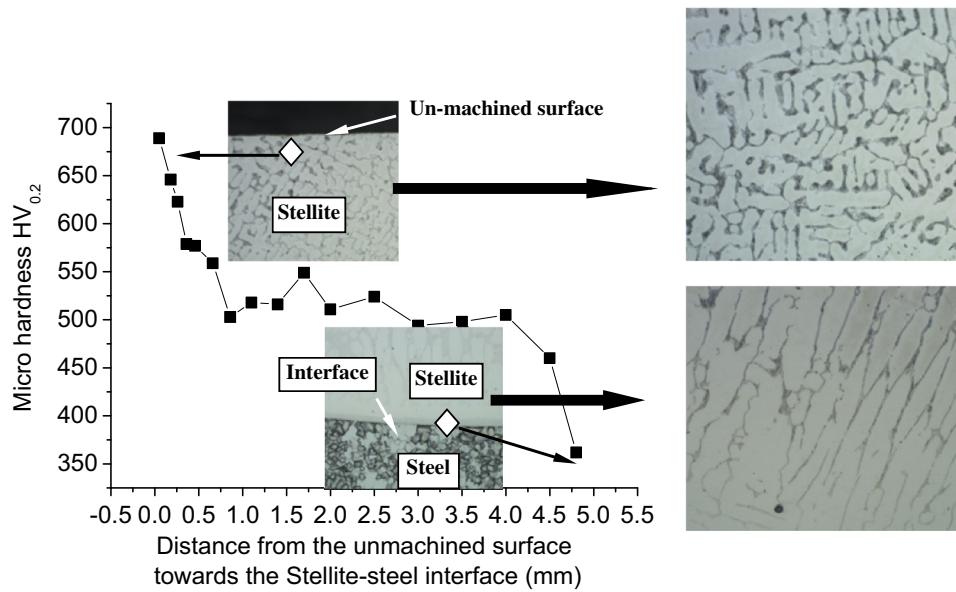 Micro hardness HV0.2
700
650
600
550
500
450
400
350
-0.5 0.0 0.5 1.0 1.5 2.0 2.5 3.0 3.5 4.0 4.5 5.0 5.5
Distance from the unmachined surface
towards the Stellite-steel interface (mm)
Un-machined surface
Stellite
Interface
Stellite
Steel